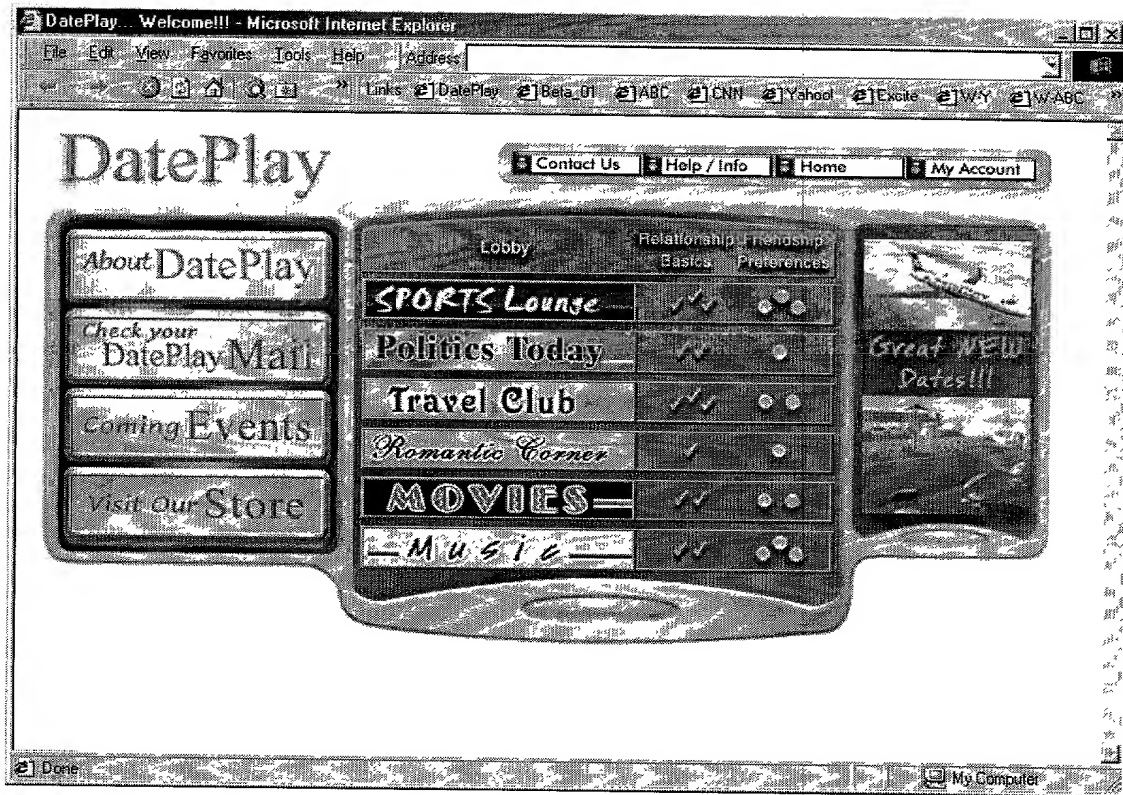 DatePlay... Welcome!!! - Microsoft Internet Explorer
File Edit View Favorites Tools Help Address
» Links DatePlay Beta_01 ABC CNN Yahoo! Excite W-Y W-ABC »
DatePlay
Contact Us Help / Info Home My Account
About DatePlay
Check your DatePlay Mail
Coming Events
Visit Our Store
Lobby
Relationship Basics
Friendship Preferences
SPORTS Lounge
Politics Today
Travel Club
Romantic Corner
MOVIES
Music
Great NEW
Dates!!!
Done
My Computer